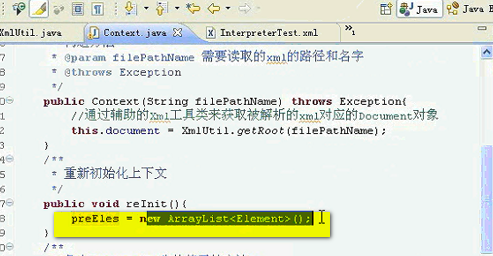 Java Java
XmlUtil.java Context.java InterpreterTest.xml
7 * @param filePathName 需要读取的xml的路径和名字
8 * @throws Exception
9 */
0 public Context(String filePathName) throws Exception{
1 //通过辅助的Xml工具类来获取被解析的xml对应的Document对象
2 this.document = XmlUtil.getRoot(filePathName);
3 }
4 /**
5 * 重新初始化上下文
6 */
7 public void reInit(){
8 preEles = new ArrayList<Element>();
9 }
0 /**